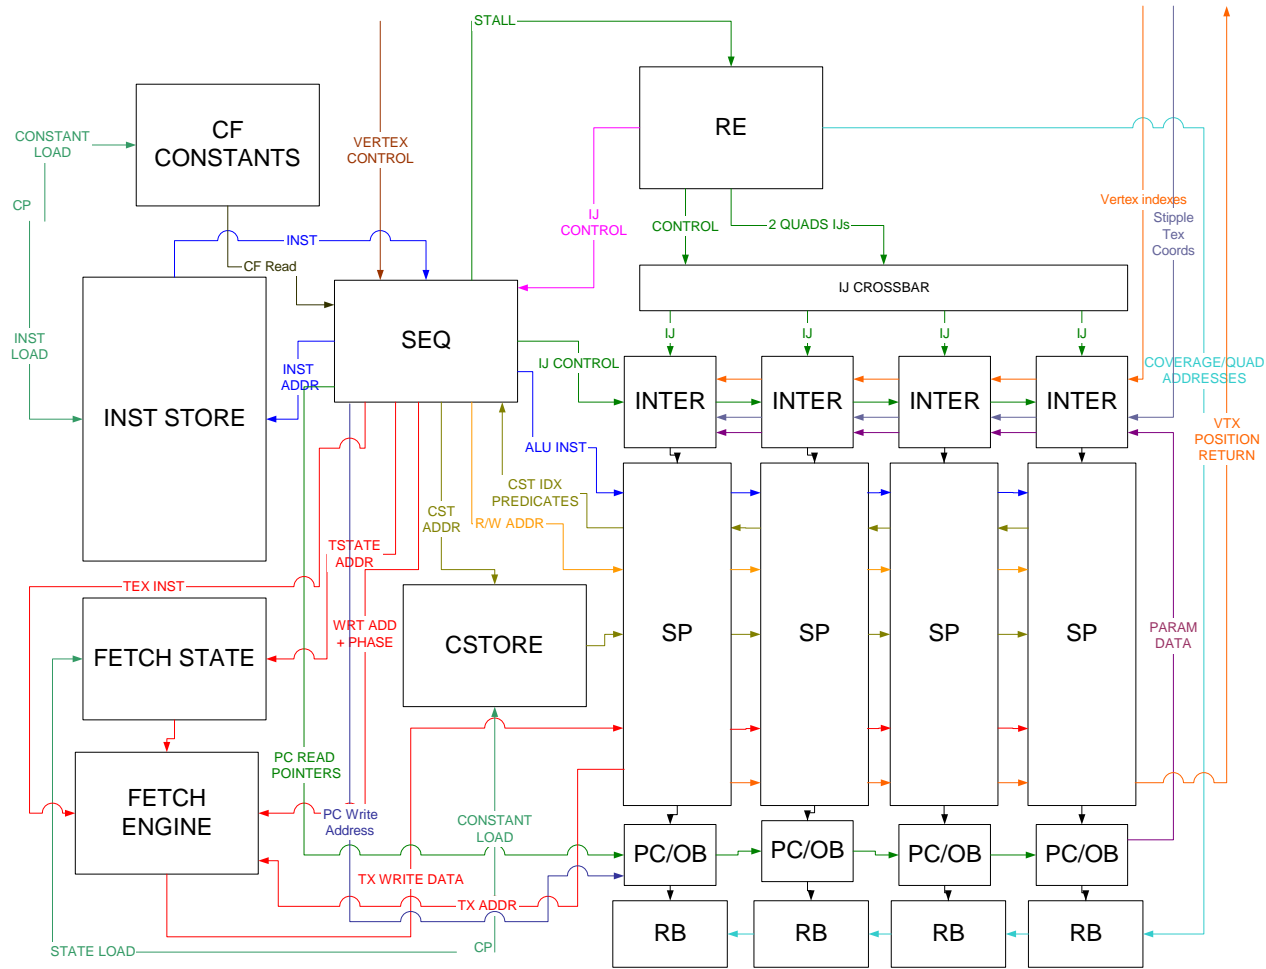 STALL
CF
CONSTANTS
RE
CONSTANT
LOAD
VERTEX
CONTROL
CP
IJ
CONTROL
CONTROL
2 QUADS IJs
Vertex indexes
Stipple
Tex
Coords
INST
CF Read
IJ CROSSBAR
SEQ
INST
LOAD
INST
ADDR
IJ CONTROL
IJ
IJ
IJ
IJ
COVERAGE/QUAD
ADDRESSES
INST STORE
INTER
INTER
INTER
INTER
VTX
POSITION
RETURN
ALU INST
CST IDX
PREDICATES
CST
ADDR
R/W ADDR
TSTATE
ADDR
TEX INST
WRT ADD
+ PHASE
CSTORE
SP
SP
SP
SP
PARAM
DATA
FETCH STATE
PC READ
POINTERS
FETCH
ENGINE
PC Write
Address
CONSTANT
LOAD
PC/OB
PC/OB
PC/OB
PC/OB
TX WRITE DATA
TX ADDR
RB
RB
RB
RB
STATE LOAD
CP